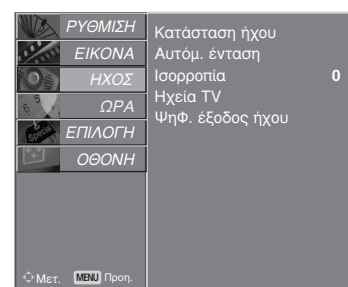 ΡΥΘΜΙΣΗ
ΕΙΚΟΝΑ
ΗΧΟΣ
ΩΡΑ
Special
ΕΠΙΛΟΓΗ
ΟΘΟΝΗ
Κατάσταση ήχου
Αυτόμ. ένταση
Ισορροπία 0
Ηχεία TV
ΨηΦ. έξοδος ήχου
Μετ. MENU Προη.